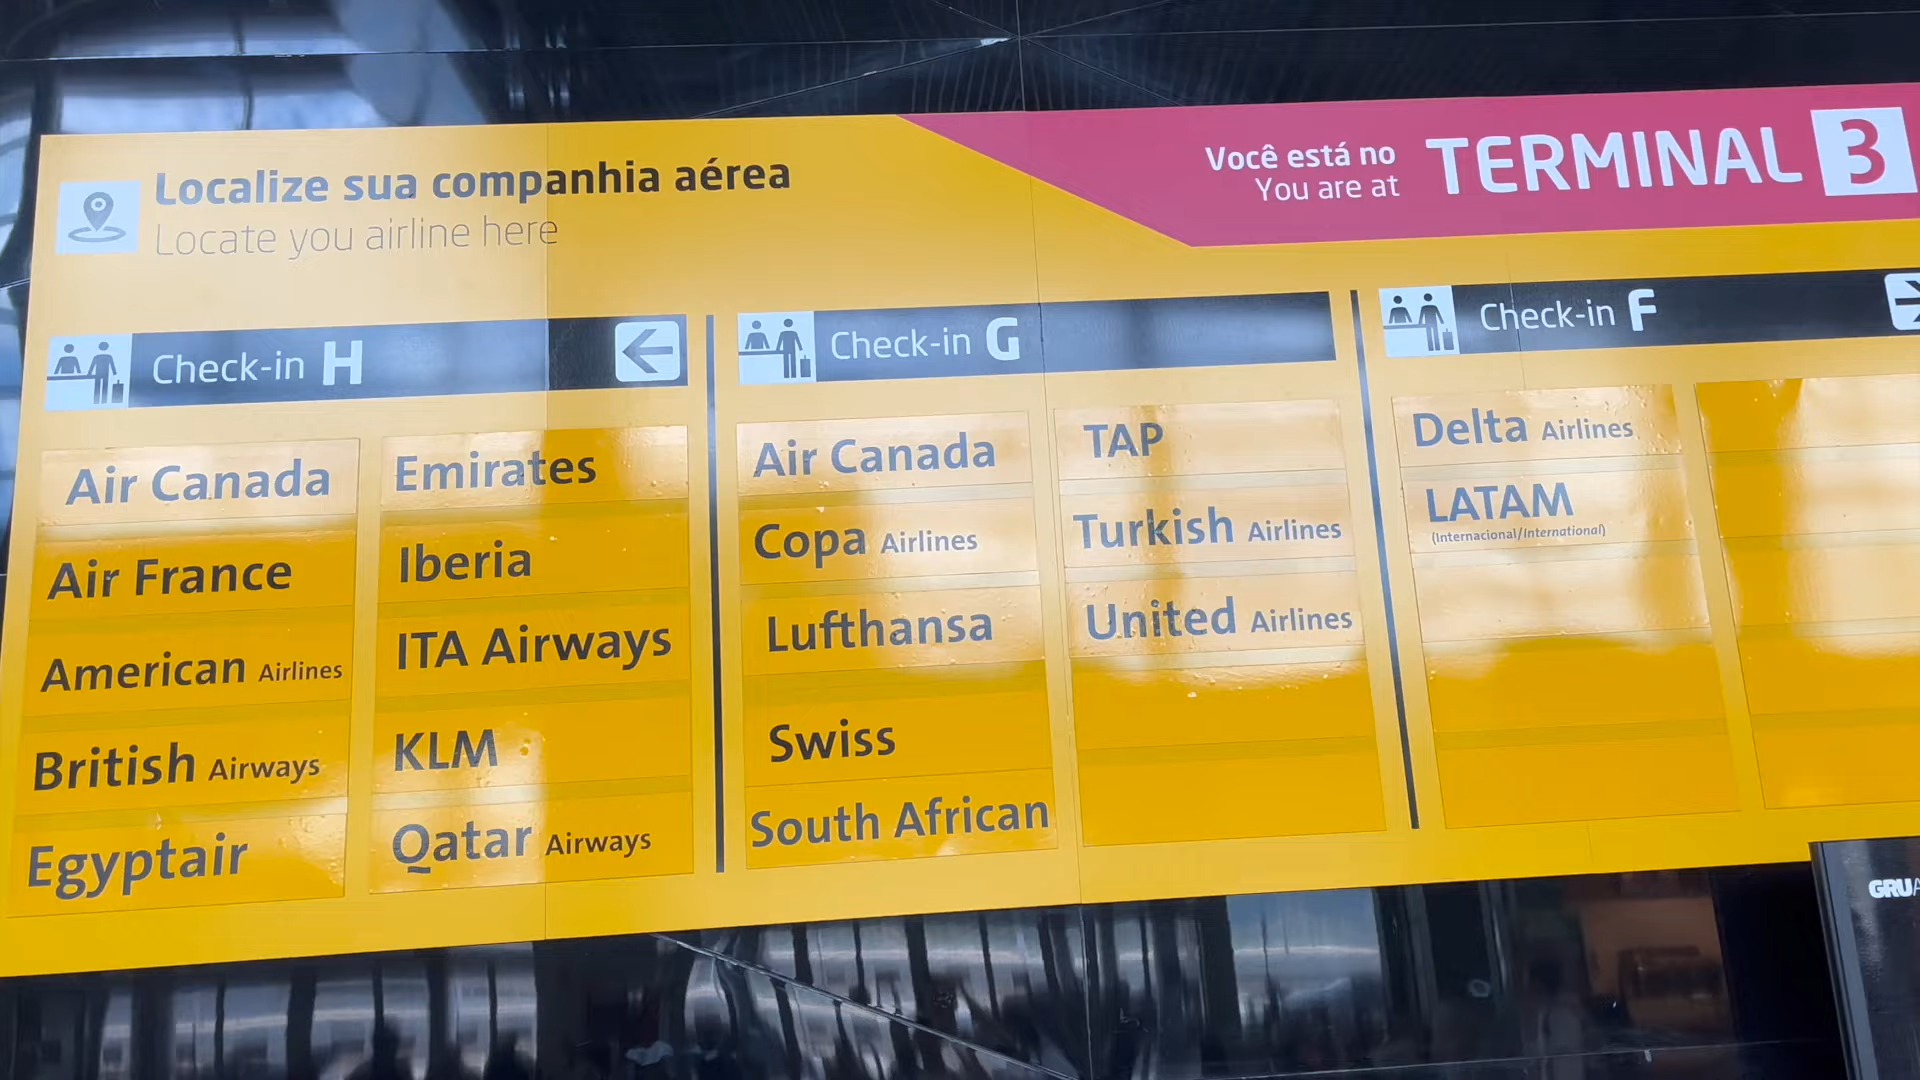 Localize sua companhia aérea
Locate you airline here
Você está no
You are at
TERMINAL 3
Check-in H
Air Canada
Air France
American Airlines
British Airways
Egyptair
Emirates
Iberia
ITA Airways
KLM
Qatar Airways
Check-in G
Air Canada
Copa Airlines
Lufthansa
Swiss
South African
TAP
Turkish Airlines
United Airlines
Check-in F
Delta Airlines
LATAM
(Internacional/International)
GRU